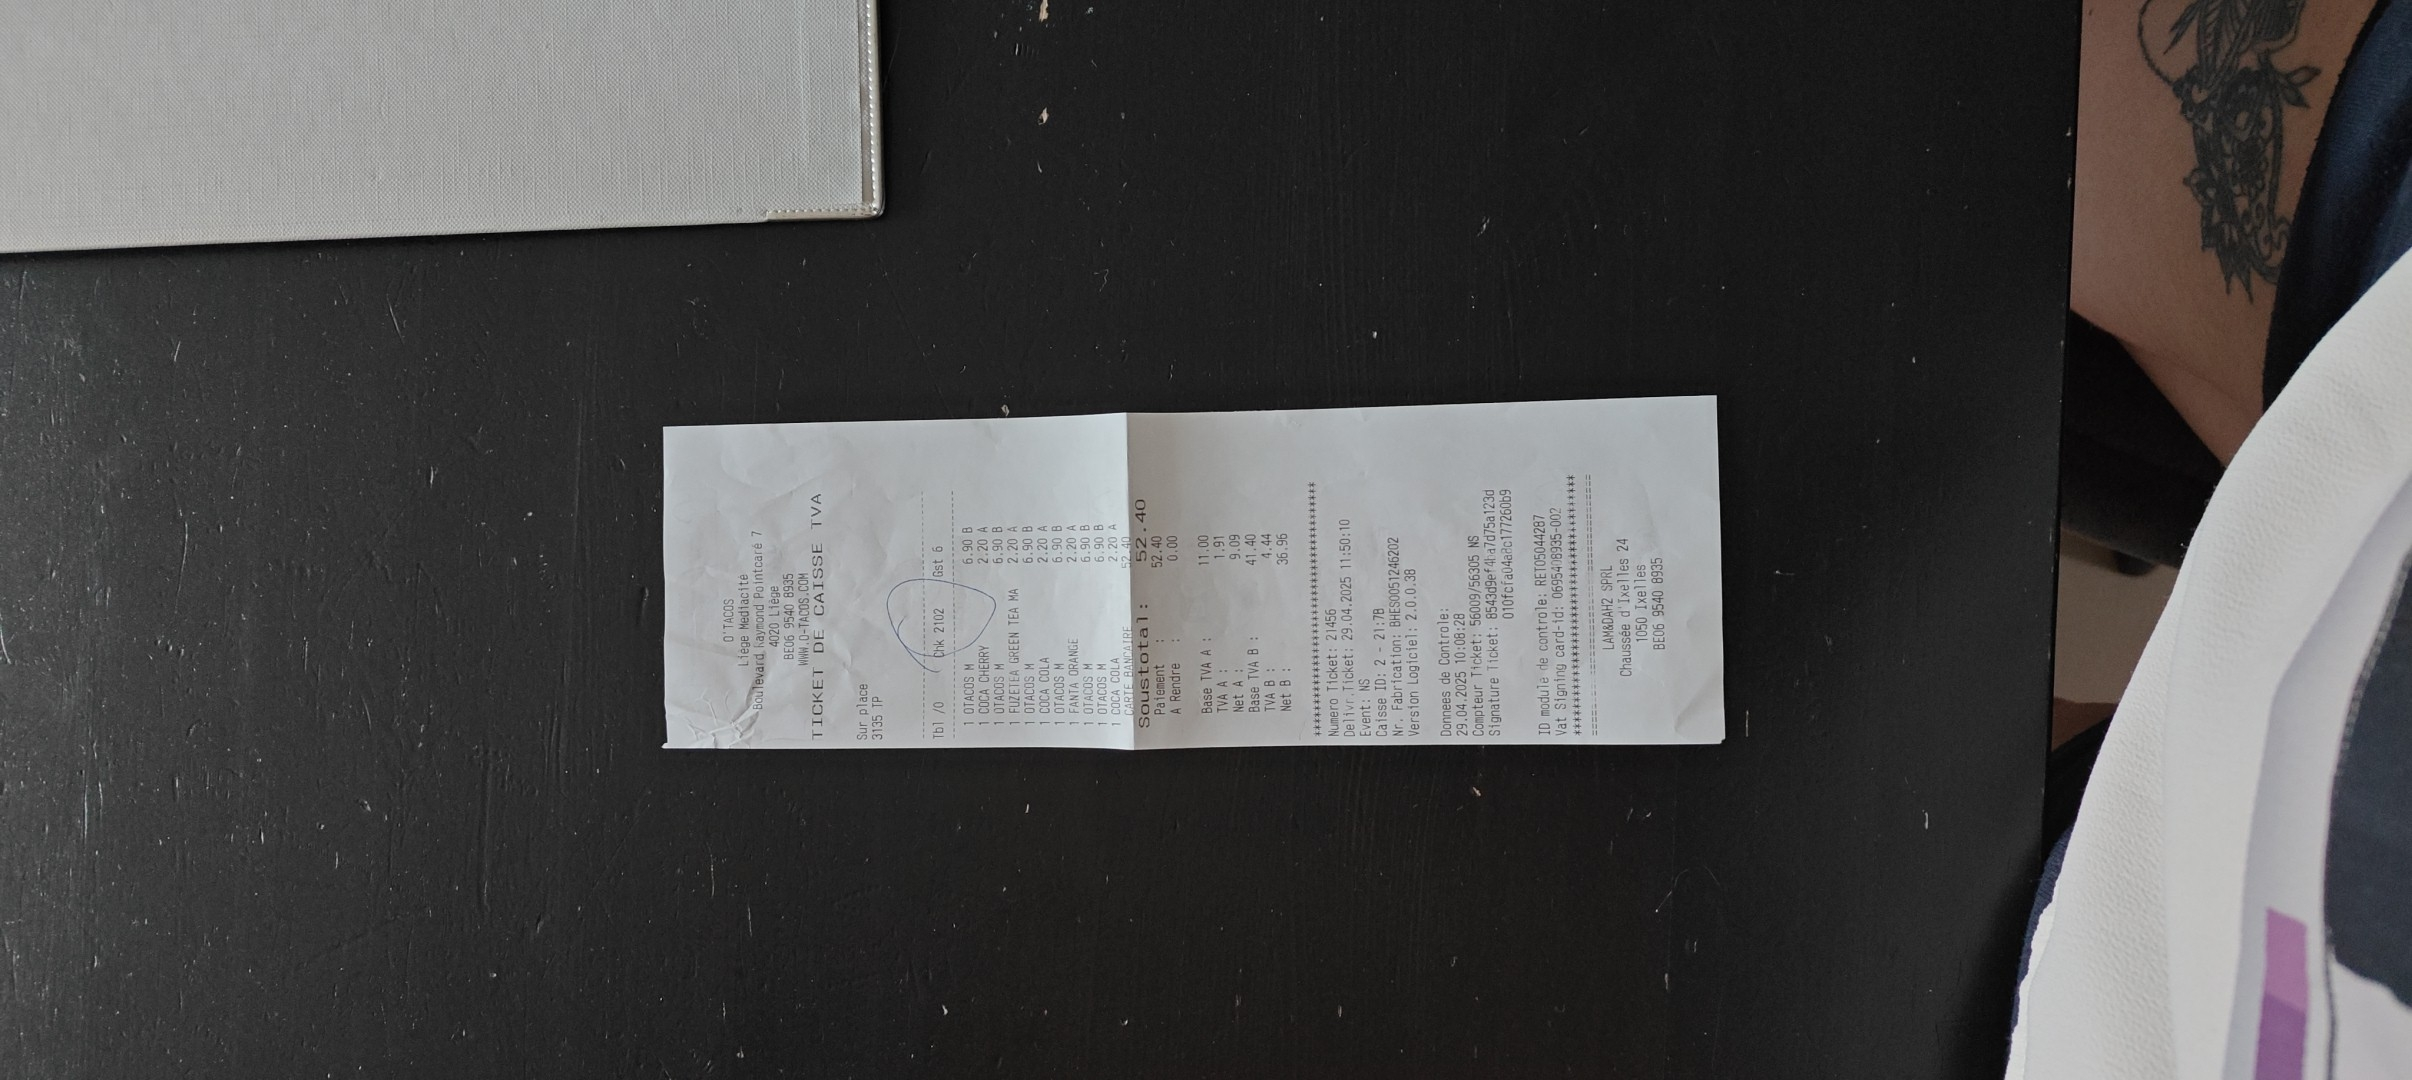 O'TACOS
Liège Mediacité
Boulevard Raymond Pointcaré 7
4020 Liège
BE06 9540 8935
WWW.O-TACOS.COM
TICKET DE CAISSE TVA
Sur place
3135 TP
Tbl /0 Chk 2102 Gst 6
1 OTACOS M 6.90 B
1 COCA CHERRY 2.20 A
1 OTACOS M 6.90 B
1 FUZETEA GREEN TEA MA 2.20 A
1 OTACOS M 6.90 B
1 COCA COLA 2.20 A
1 OTACOS M 6.90 B
1 FANTA ORANGE 2.20 A
1 OTACOS M 6.90 B
1 OTACOS M 6.90 B
1 COCA COLA 2.20 A
CARTE BANCAIRE 52.40
Soustotal: 52.40
Paiement : 52.40
A Rendre : 0.00
Base TVA A : 11.00
TVA A : 1.91
Net A : 9.09
Base TVA B : 41.40
TVA B : 4.44
Net B : 36.96
****************************************
Numero Ticket: 21456
Delivr.Ticket: 29.04.2025 11:50:10
Event: NS
Caisse ID: 2 - 21:7B
Nr. Fabrication: BHES0051246202
Version Logiciel: 2.0.0.38
Donnees de Controle:
29.04.2025 10:08:28
Compteur Ticket: 56009/56305 NS
Signature Ticket:
ID module de controle: RET05044287
Vat Signing card-id: 0695408935-002
****************************************
========================================
LAM&DAH2 SPRL
Chaussée d'Ixelles 24
1050 Ixelles
BE06 9540 8935